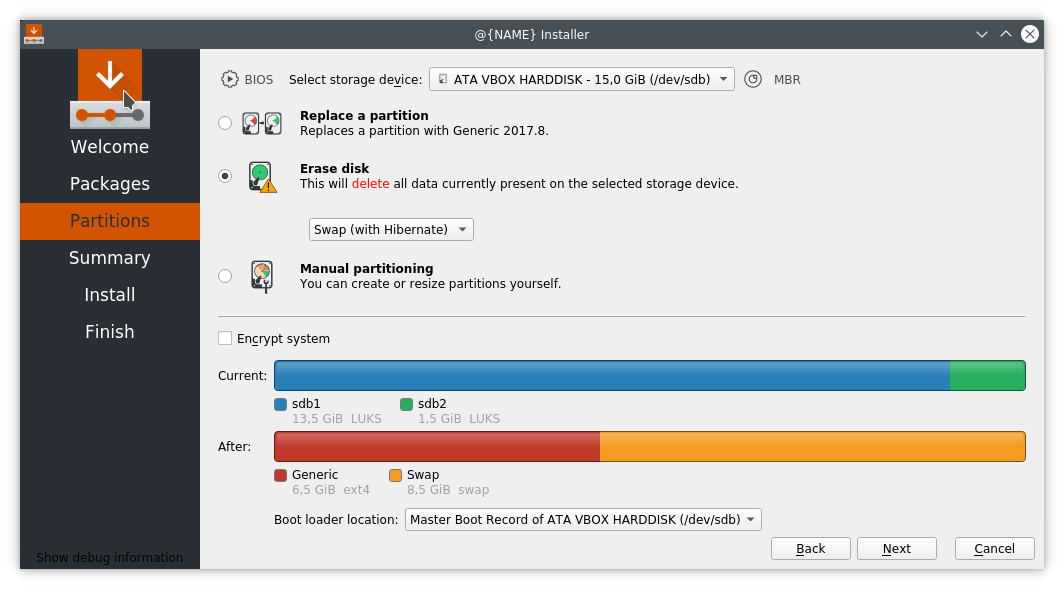 @{NAME} Installer
Welcome
Packages
Partitions
Summary
Install
Finish
Show debug information
BIOS
Select storage device:
ATA VBOX HARDDISK - 15,0 GiB (/dev/sdb)
MBR
Replace a partition
Replaces a partition with Generic 2017.8.
Erase disk
This will delete all data currently present on the selected storage device.
Swap (with Hibernate)
Manual partitioning
You can create or resize partitions yourself.
Encrypt system
Current:
sdb1
13,5 GiB  LUKS
sdb2
1,5 GiB  LUKS
After:
Generic
6,5 GiB  ext4
Swap
8,5 GiB  swap
Boot loader location:
Master Boot Record of ATA VBOX HARDDISK (/dev/sdb)
Back
Next
Cancel